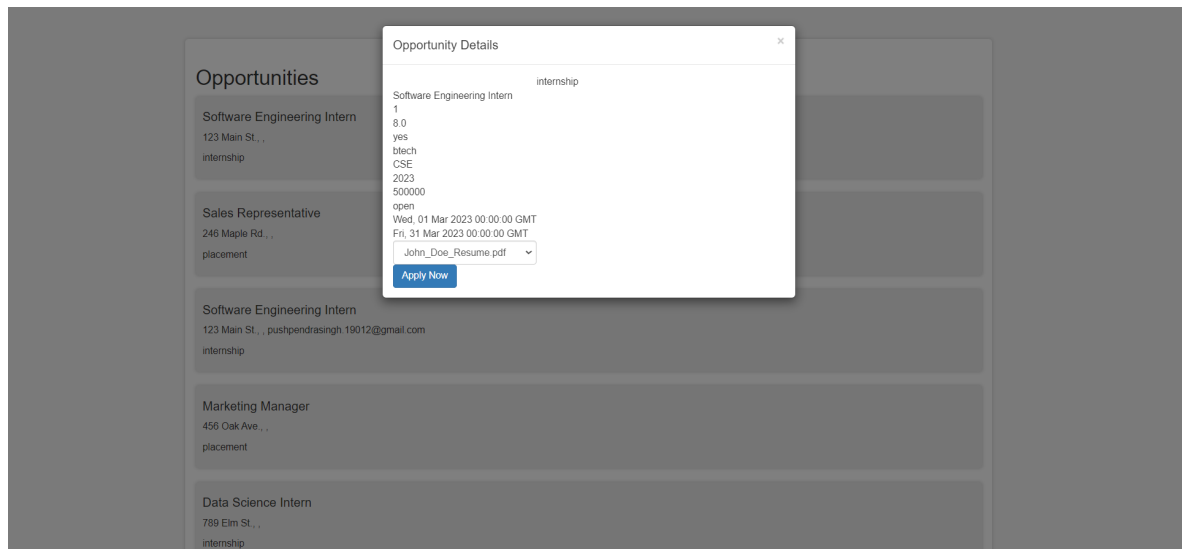 Opportunity Details ×
internship
Software Engineering Intern
1
8.0
yes
btech
CSE
2023
500000
open
Wed, 01 Mar 2023 00:00:00 GMT
Fri, 31 Mar 2023 00:00:00 GMT
John_Doe_Resume.pdf
Apply Now
Opportunities
Software Engineering Intern
123 Main St., ,
internship
Sales Representative
246 Maple Rd., ,
placement
Software Engineering Intern
123 Main St., , pushpendrasingh.19012@gmail.com
internship
Marketing Manager
456 Oak Ave., ,
placement
Data Science Intern
789 Elm St., ,
internship